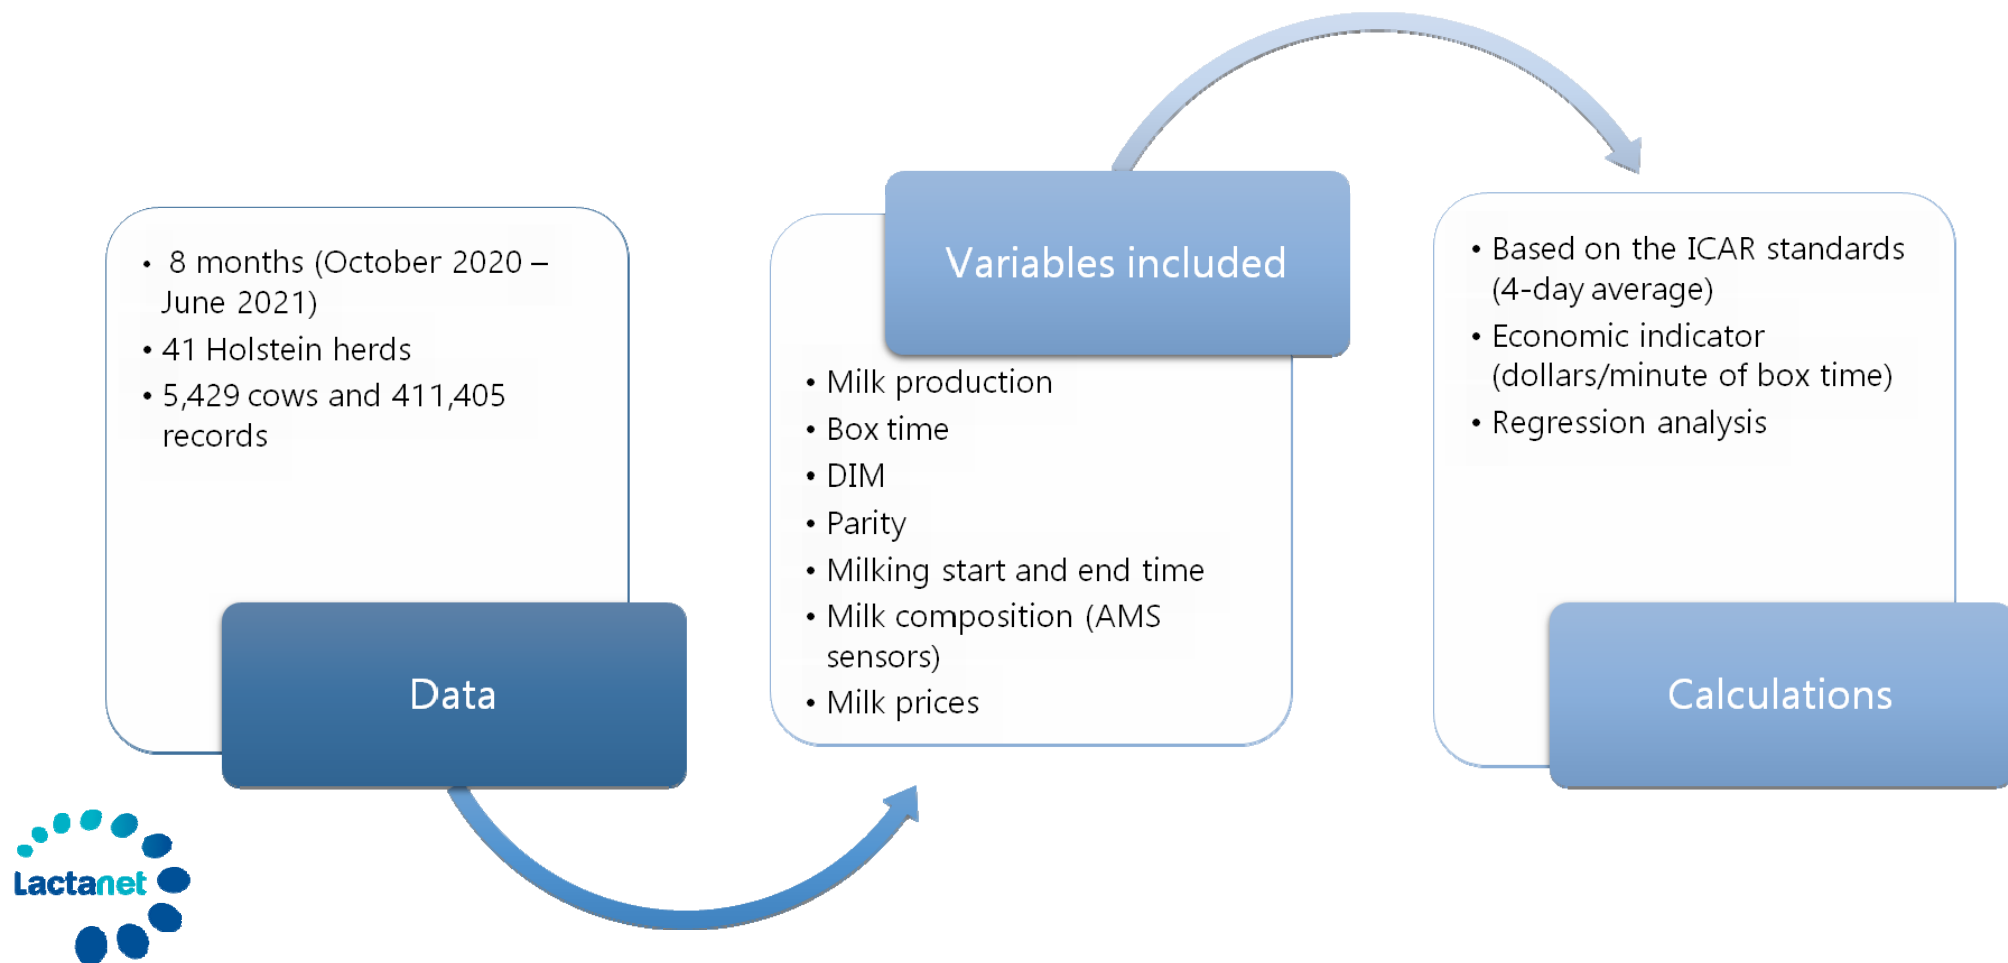 • 8 months (October 2020 –
June 2021)
• 41 Holstein herds
• 5,429 cows and 411,405
records
Data
Variables included
• Milk production
• Box time
• DIM
• Parity
• Milking start and end time
• Milk composition (AMS
sensors)
• Milk prices
• Based on the ICAR standards
(4-day average)
• Economic indicator
(dollars/minute of box time)
• Regression analysis
Calculations
Lactanet